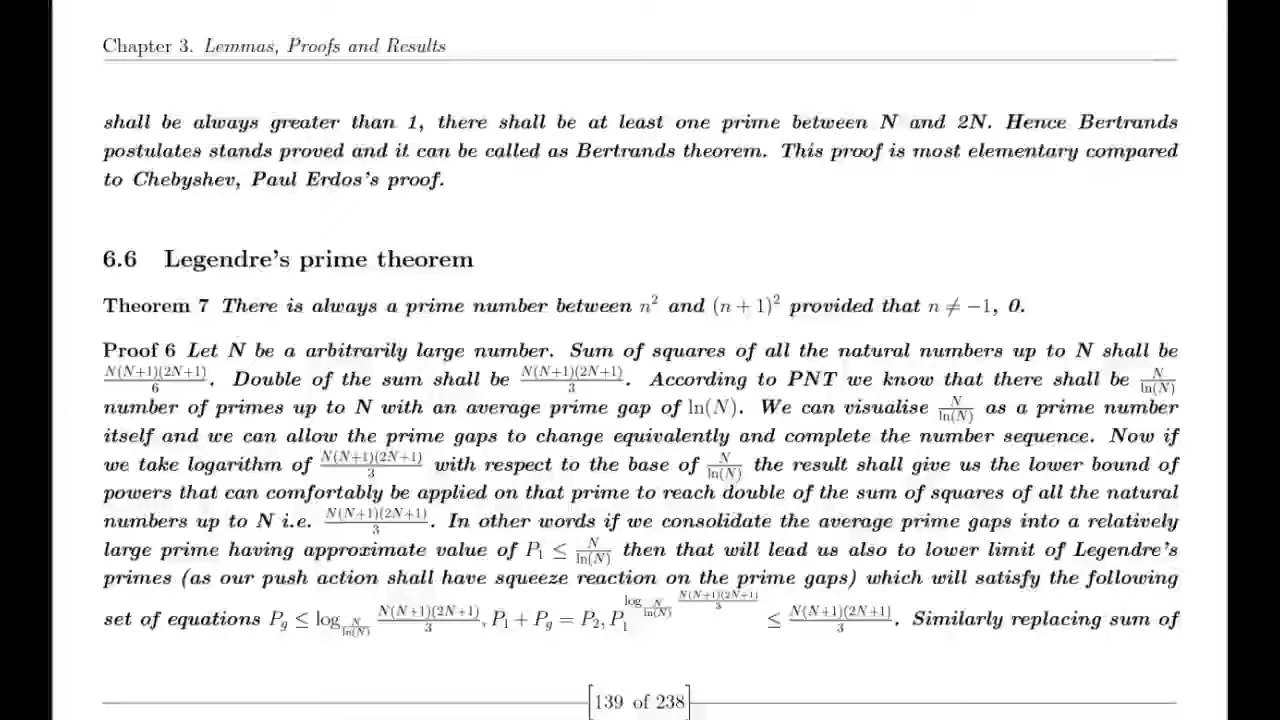 Chapter 3. Lemmas, Proofs and Results
shall be always greater than 1, there shall be at least one prime between N and 2N. Hence Bertrands
postulates stands proved and it can be called as Bertrands theorem. This proof is most elementary compared
to Chebyshev, Paul Erdos's proof.
6.6 Legendre's prime theorem
Theorem 7 There is always a prime number between n² and (n + 1)² provided that n ≠ −1, 0.
Proof 6 Let N be a arbitrarily large number. Sum of squares of all the natural numbers up to N shall be
N(N+1)(2N+1)/6. Double of the sum shall be N(N+1)(2N+1)/3. According to PNT we know that there shall be N/ln(N)
number of primes up to N with an average prime gap of ln(N). We can visualise N/ln(N) as a prime number
itself and we can allow the prime gaps to change equivalently and complete the number sequence. Now if
we take logarithm of N(N+1)(2N+1)/3 with respect to the base of N/ln(N) the result shall give us the lower bound of
powers that can comfortably be applied on that prime to reach double of the sum of squares of all the natural
numbers up to N i.e. N(N+1)(2N+1)/3. In other words if we consolidate the average prime gaps into a relatively
large prime having approximate value of P₁ ≤ N/ln(N) then that will lead us also to lower limit of Legendre's
primes (as our push action shall have squeeze reaction on the prime gaps) which will satisfy the following
set of equations P_g ≤ log_{N/ln(N)} N(N+1)(2N+1)/3, P₁ + P_g = P₂, P₁^{log_{N/ln(N)} N(N+1)(2N+1)/3} ≤ N(N+1)(2N+1)/3. Similarly replacing sum of
139 of 238